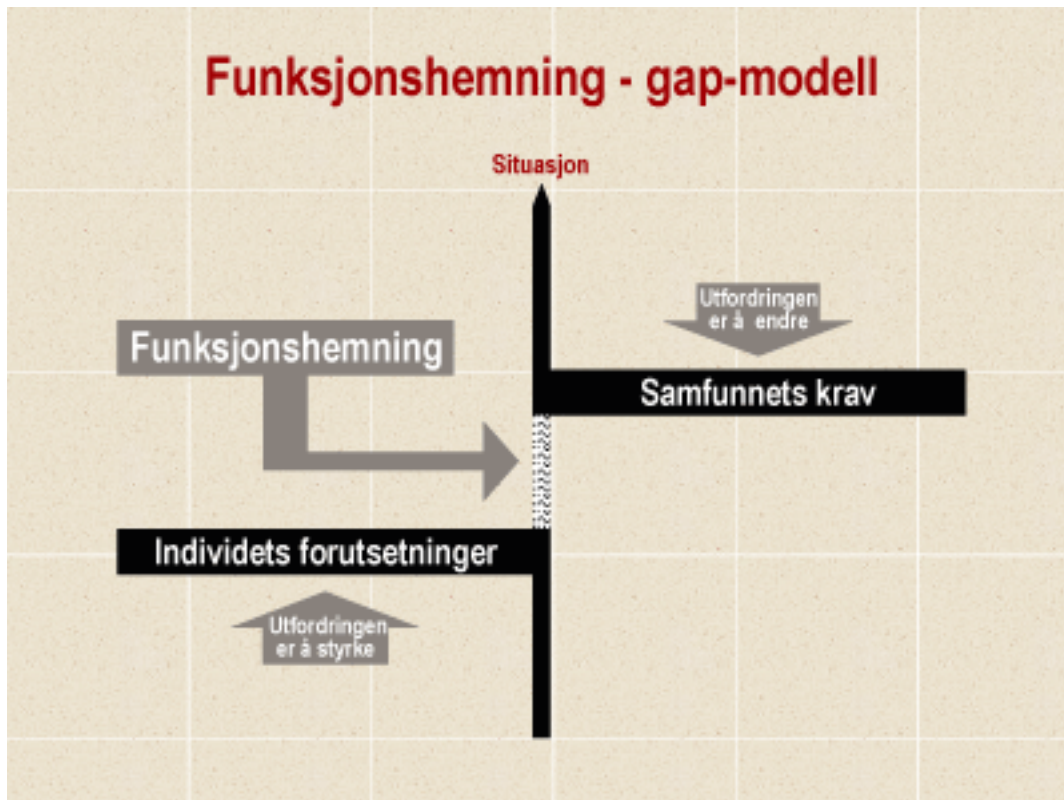 Funksjonshemning - gap-modell
Situasjon
Utfordringen
er å endre
Funksjonshemning
Samfunnets krav
Individets forutsetninger
Utfordringen
er å styrke